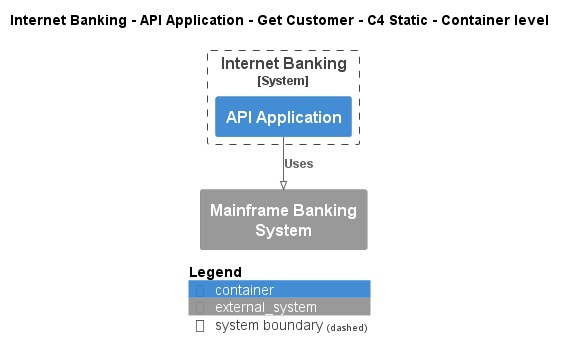 Internet Banking - API Application - Get Customer - C4 Static - Container level
Internet Banking
[System]
API Application
Uses
Mainframe Banking
System
Legend
container
external_system
system boundary (dashed)